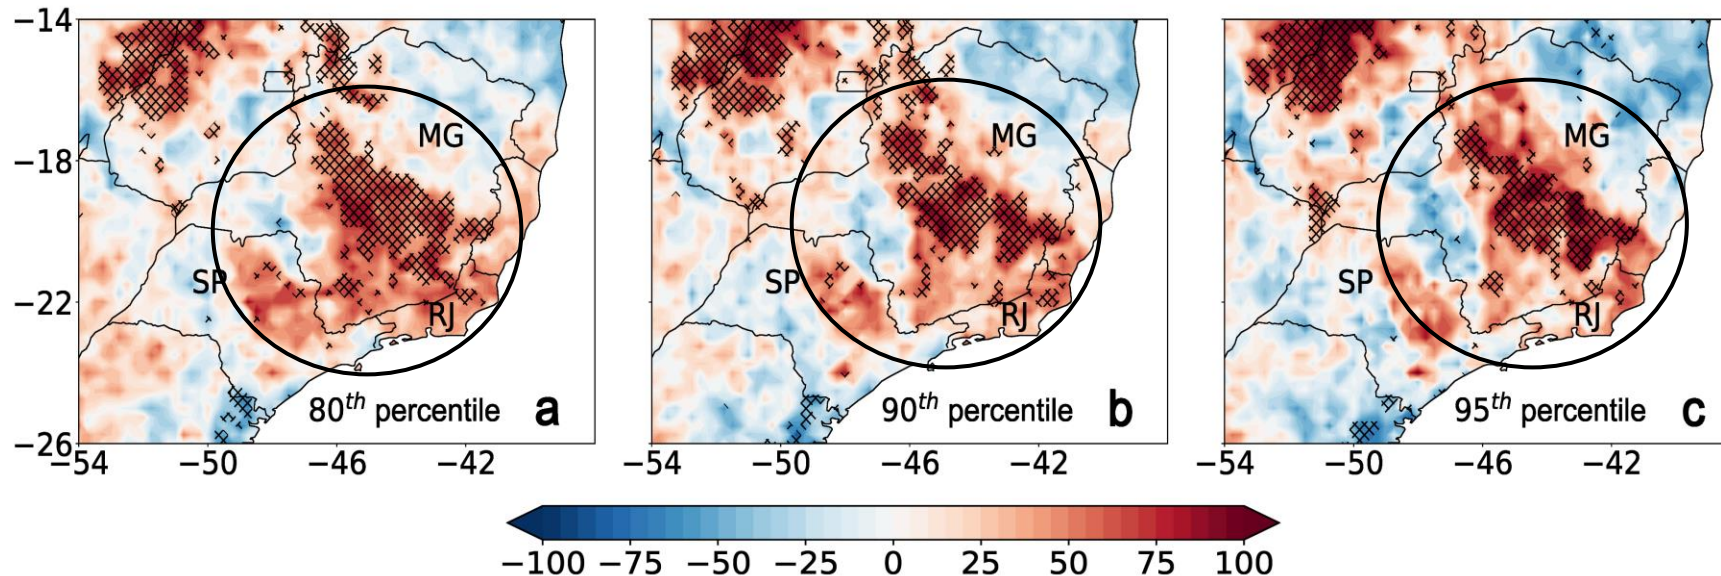 −14
−18
−22
−26
MG
SP
RJ
80th percentile a
−54 −50 −46 −42
MG
SP
RJ
90th percentile b
−54 −50 −46 −42
MG
SP
RJ
95th percentile c
−54 −50 −46 −42
−100 −75 −50 −25 0 25 50 75 100